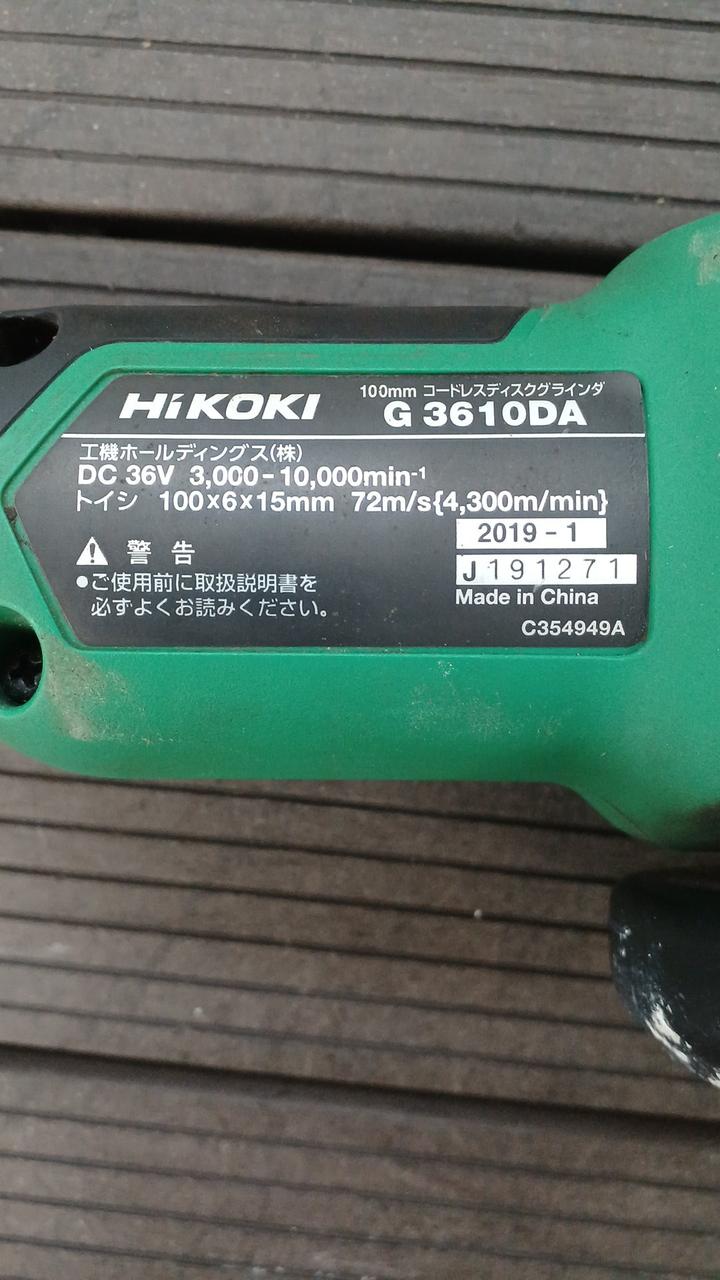 HiKOKI
100mm コードレスディスクグラインダ
G 3610DA
工機ホールディングス(株)
DC 36V 3,000-10,000min⁻¹
トイシ 100×6×15mm 72m/s{4,300m/min}
2019 - 1
J191271
Made in China
C354949A
警告
●ご使用前に取扱説明書を
必ずよくお読みください。